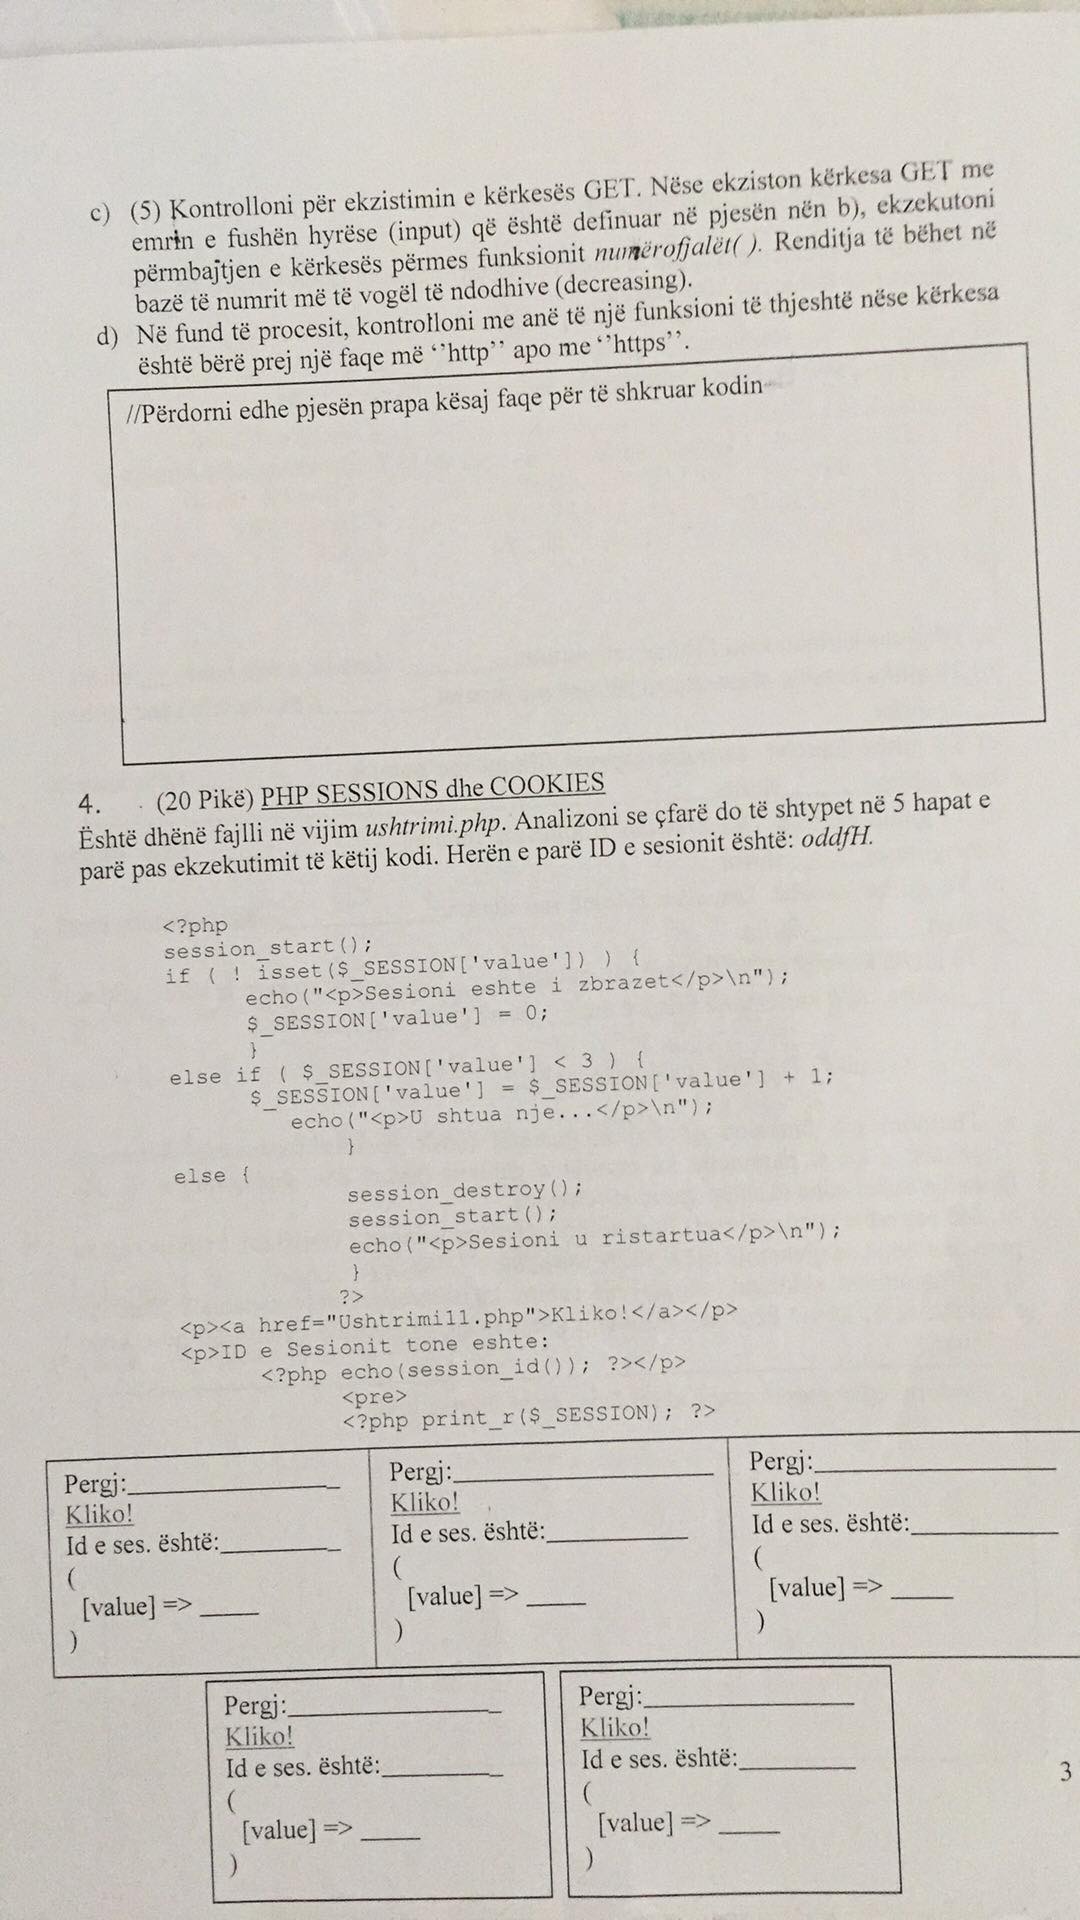 c) (5) Kontrolloni për ekzistimin e kërkesës GET. Nëse ekziston kërkesa GET me
emrin e fushën hyrëse (input) që është definuar në pjesën nën b), ekzekutoni
përmbajtjen e kërkesës përmes funksionit numërofjalët( ). Renditja të bëhet në
bazë të numrit më të vogël të ndodhive (decreasing).
d) Në fund të procesit, kontrolloni me anë të një funksioni të thjeshtë nëse kërkesa
është bërë prej një faqe më ‘’http’’ apo me ‘’https’’.
//Përdorni edhe pjesën prapa kësaj faqe për të shkruar kodin
4. (20 Pikë) PHP SESSIONS dhe COOKIES
Është dhënë fajlli në vijim ushtrimi.php. Analizoni se çfarë do të shtypet në 5 hapat e
parë pas ekzekutimit të këtij kodi. Herën e parë ID e sesionit është: oddfH.
<?php
session_start();
if ( ! isset($_SESSION['value']) ) {
echo("<p>Sesioni eshte i zbrazet</p>\n");
$_SESSION['value'] = 0;
}
else if ( $_SESSION['value'] < 3 ) {
$_SESSION['value'] = $_SESSION['value'] + 1;
echo("<p>U shtua nje...</p>\n");
}
else {
session_destroy();
session_start();
echo("<p>Sesioni u ristartua</p>\n");
}
?>
<p><a href="Ushtrimi11.php">Kliko!</a></p>
<p>ID e Sesionit tone eshte:
<?php echo(session_id()); ?></p>
<pre>
<?php print_r($_SESSION); ?>
Pergj:__________
Kliko!
Id e ses. është:__________
(
[value] => ____
)
Pergj:__________
Kliko!
Id e ses. është:__________
(
[value] => ____
)
Pergj:__________
Kliko!
Id e ses. është:__________
(
[value] => ____
)
Pergj:__________
Kliko!
Id e ses. është:__________
(
[value] => ____
)
Pergj:__________
Kliko!
Id e ses. është:__________
(
[value] => ____
)
3